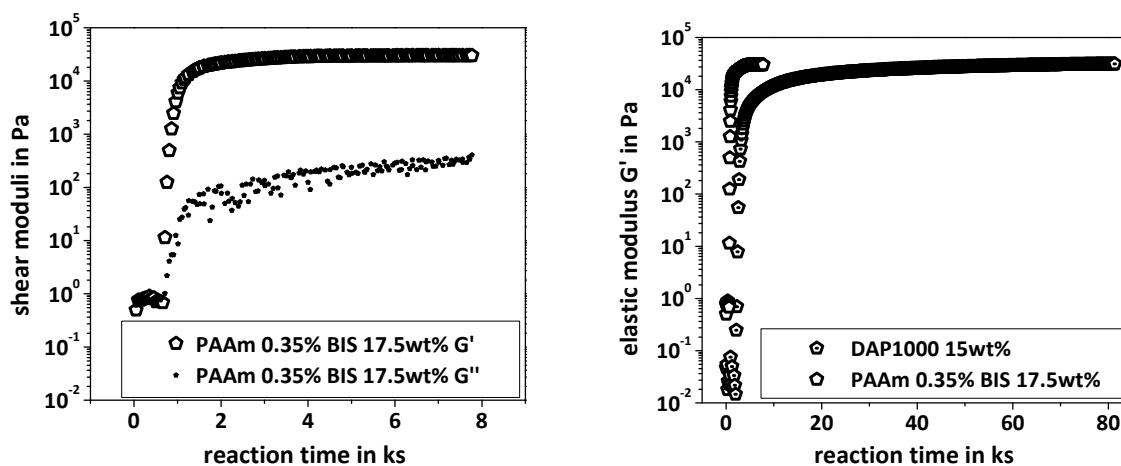 shear moduli in Pa
10^5
10^4
10^3
10^2
10^1
10^0
10^-1
10^-2
PAAm 0.35% BIS 17.5wt% G'
PAAm 0.35% BIS 17.5wt% G''
0 2 4 6 8
reaction time in ks
elastic modulus G' in Pa
10^5
10^4
10^3
10^2
10^1
10^0
10^-1
10^-2
DAP1000 15wt%
PAAm 0.35% BIS 17.5wt%
0 20 40 60 80
reaction time in ks